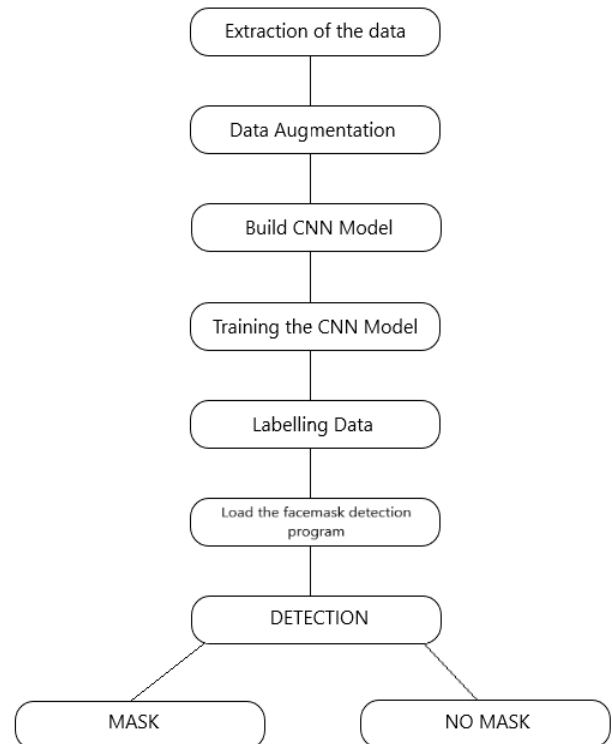 Extraction of the data
Data Augmentation
Build CNN Model
Training the CNN Model
Labelling Data
Load the facemask detection
program
DETECTION
MASK
NO MASK